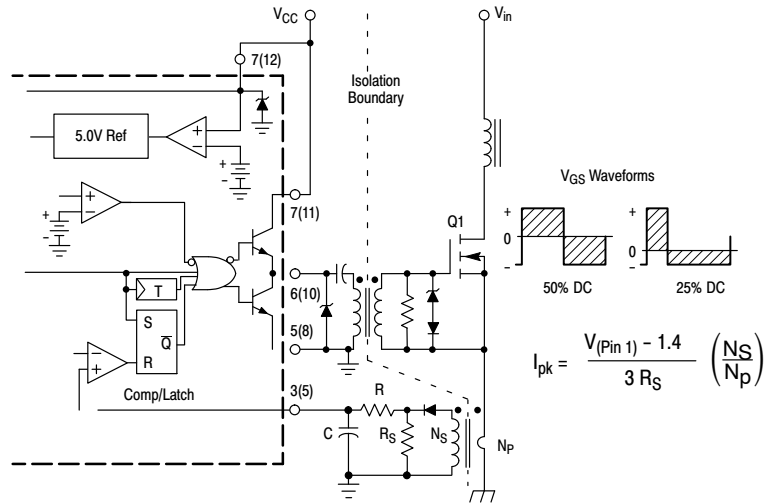 VCC
Vin
7(12)
Isolation
Boundary
5.0V Ref
+
−
+
−
+
−
+
−
7(11)
Q1
VGS Waveforms
+
0
−
+
0
−
50% DC
25% DC
T
6(10)
S
Q̅
R
5(8)
+
−
Comp/Latch
3(5)
R
C
RS
NS
NP
Ipk = V(Pin 1) − 1.4 / 3 RS (NS/Np)